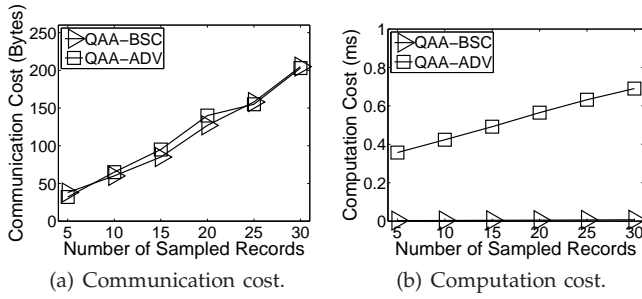 Communication Cost (Bytes)
250
200
150
100
50
0
QAA-BSC
QAA-ADV
5 10 15 20 25 30
Number of Sampled Records
(a) Communication cost.
Computation Cost (ms)
1
0.8
0.6
0.4
0.2
0
QAA-BSC
QAA-ADV
5 10 15 20 25 30
Number of Sampled Records
(b) Computation cost.